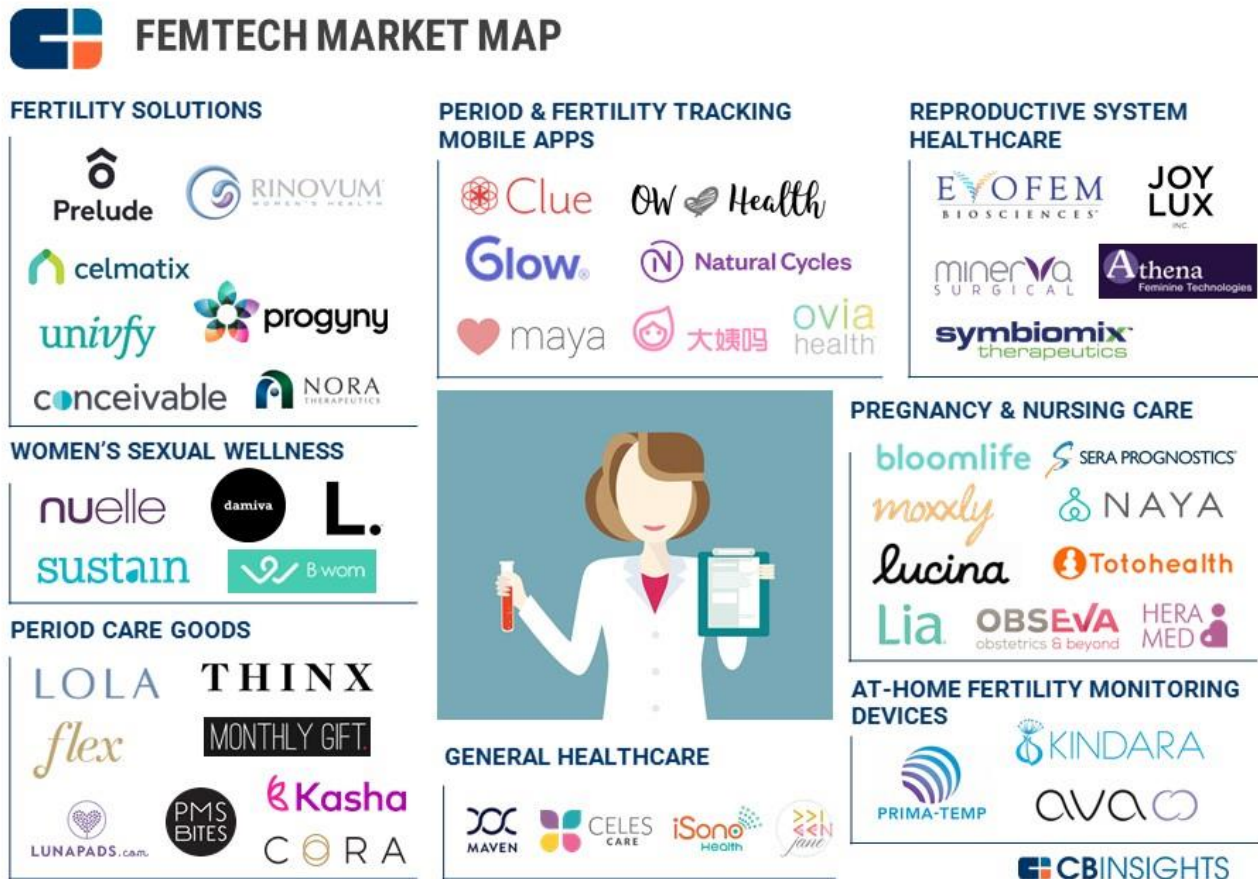 FEMTECH MARKET MAP
FERTILITY SOLUTIONS
Prelude
RINOVUM
WOMEN'S HEALTH
celmatix
univfy
progyny
conceivable
NORA
THERAPEUTICS
WOMEN'S SEXUAL WELLNESS
nuelle
damiva
L.
sustain
B wom
PERIOD CARE GOODS
LOLA
THINX
flex
MONTHLY GIFT.
LUNAPADS.com
PMS
BITES
Kasha
CORA
PERIOD & FERTILITY TRACKING
MOBILE APPS
Clue
OW Health
Glow
N
Natural Cycles
maya
大姨吗
ovia
health
GENERAL HEALTHCARE
MAVEN
CELES
CARE
iSono
Health
jane
REPRODUCTIVE SYSTEM
HEALTHCARE
EVOFEM
BIOSCIENCES
JOY
LUX
INC.
minerva
SURGICAL
Athena
Feminine Technologies
symbiomix
therapeutics
PREGNANCY & NURSING CARE
bloomlife
SERA PROGNOSTICS
moxxly
NAYA
lucina
Totohealth
Lia
OBSEVA
obstetrics & beyond
HERA
MED
AT-HOME FERTILITY MONITORING
DEVICES
PRIMA-TEMP
KINDARA
ava
CBINSIGHTS